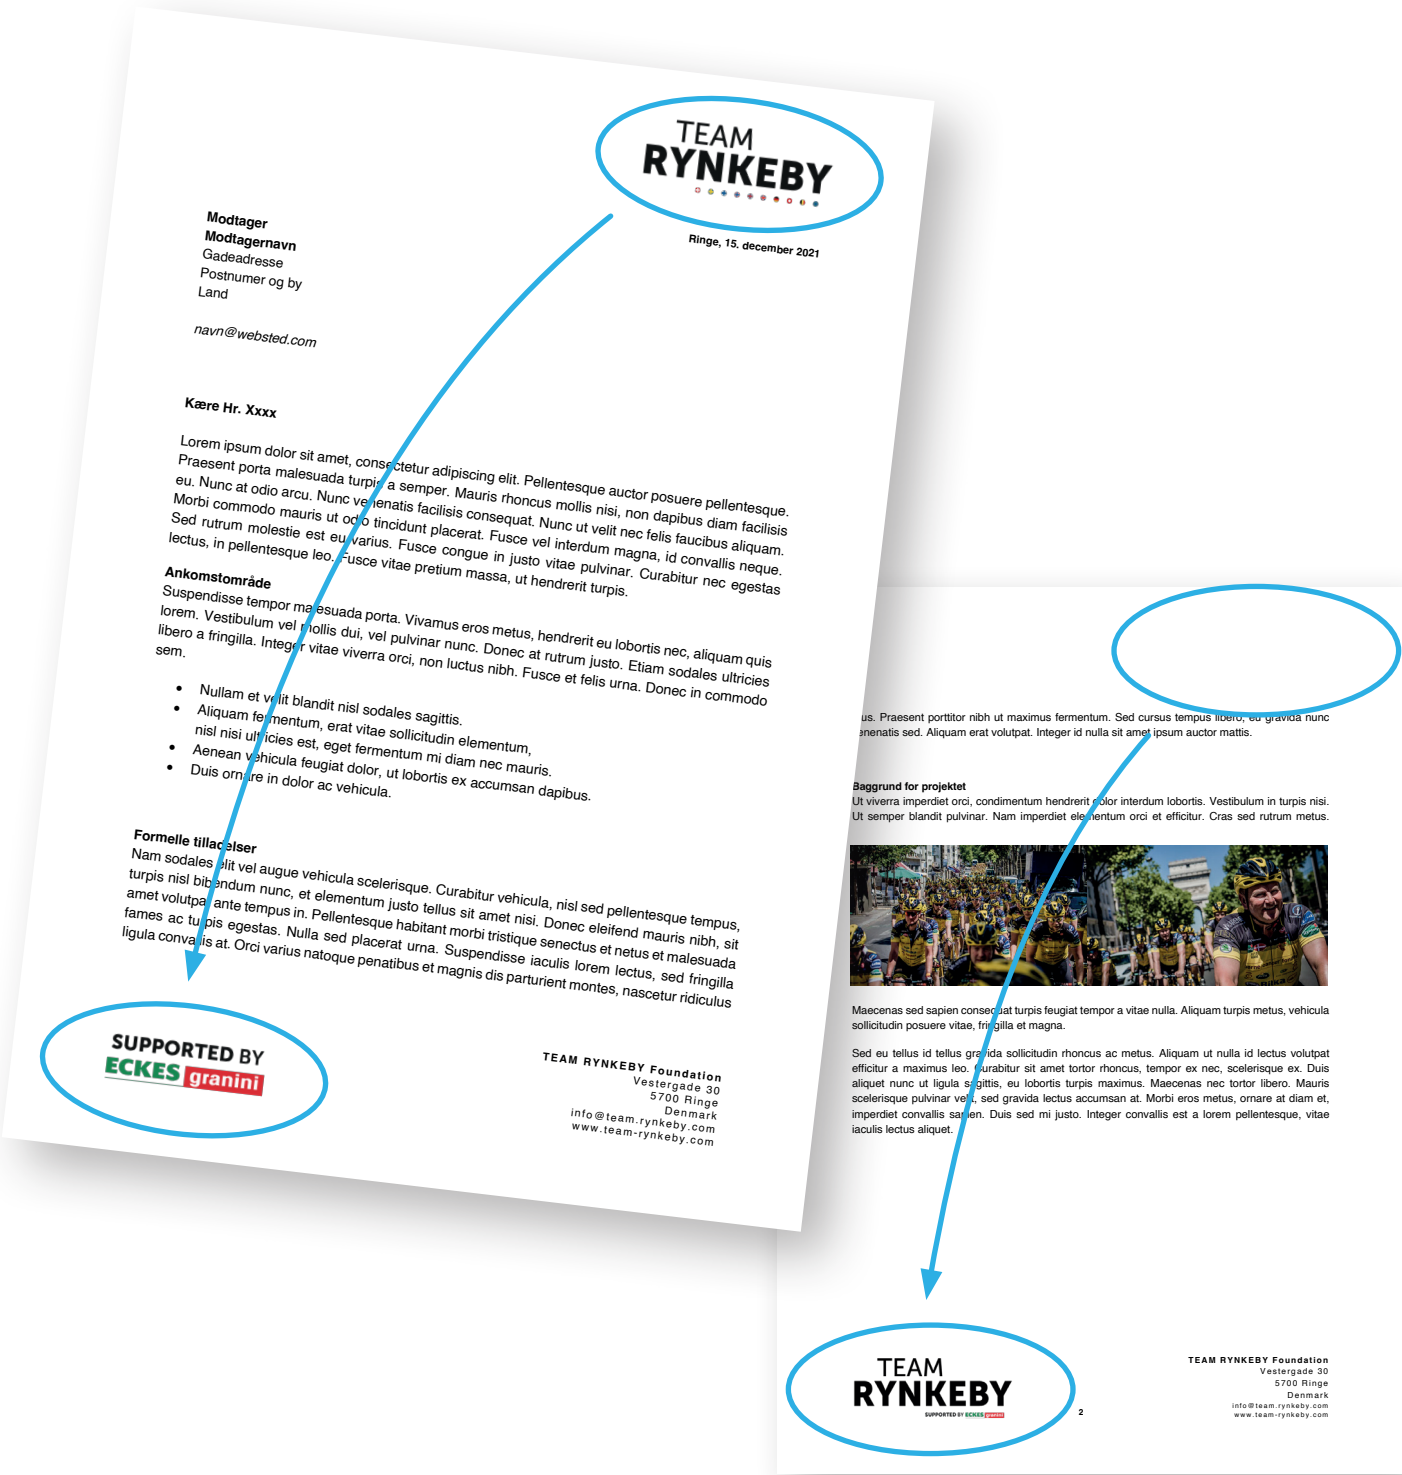 TEAM
RYNKEBY
Ringe, 15. december 2021
Modtager
Modtagernavn
Gadeadresse
Postnumer og by
Land
navn@websted.com
Kære Hr. Xxxx
Lorem ipsum dolor sit amet, consectetur adipiscing elit. Pellentesque auctor posuere pellentesque.
Praesent porta malesuada turpis a semper. Mauris rhoncus mollis nisi, non dapibus diam facilisis
eu. Nunc at odio arcu. Nunc venenatis facilisis consequat. Nunc ut velit nec felis faucibus aliquam.
Morbi commodo mauris ut odio tincidunt placerat. Fusce vel interdum magna, id convallis neque.
Sed rutrum molestie est eu varius. Fusce congue in justo vitae pulvinar. Curabitur nec egestas
lectus, in pellentesque leo. Fusce vitae pretium massa, ut hendrerit turpis.
Ankomstområde
Suspendisse tempor malesuada porta. Vivamus eros metus, hendrerit eu lobortis nec, aliquam quis
lorem. Vestibulum vel mollis dui, vel pulvinar nunc. Donec at rutrum justo. Etiam sodales ultricies
libero a fringilla. Integer vitae viverra orci, non luctus nibh. Fusce et felis urna. Donec in commodo
sem.
• Nullam et velit blandit nisl sodales sagittis.
• Aliquam fermentum, erat vitae sollicitudin elementum,
nisl nisi ultricies est, eget fermentum mi diam nec mauris.
• Aenean vehicula feugiat dolor, ut lobortis ex accumsan dapibus.
• Duis ornare in dolor ac vehicula.
Formelle tilladelser
Nam sodales elit vel augue vehicula scelerisque. Curabitur vehicula, nisl sed pellentesque tempus,
turpis nisl bibendum nunc, et elementum justo tellus sit amet nisi. Donec eleifend mauris nibh, sit
amet volutpat ante tempus in. Pellentesque habitant morbi tristique senectus et netus et malesuada
fames ac turpis egestas. Nulla sed placerat urna. Suspendisse iaculis lorem lectus, sed fringilla
ligula convallis at. Orci varius natoque penatibus et magnis dis parturient montes, nascetur ridiculus
SUPPORTED BY
ECKES granini
TEAM RYNKEBY Foundation
Vestergade 30
5700 Ringe
Denmark
info@team.rynkeby.com
www.team-rynkeby.com
us. Praesent porttitor nibh ut maximus fermentum. Sed cursus tempus libero, eu gravida nunc
enenatis sed. Aliquam erat volutpat. Integer id nulla sit amet ipsum auctor mattis.
Baggrund for projektet
Ut viverra imperdiet orci, condimentum hendrerit dolor interdum lobortis. Vestibulum in turpis nisi.
Ut semper blandit pulvinar. Nam imperdiet elementum orci et efficitur. Cras sed rutrum metus.
Maecenas sed sapien consequat turpis feugiat tempor a vitae nulla. Aliquam turpis metus, vehicula
sollicitudin posuere vitae, fringilla et magna.
Sed eu tellus id tellus gravida sollicitudin rhoncus ac metus. Aliquam ut nulla id lectus volutpat
efficitur a maximus leo. Curabitur sit amet tortor rhoncus, tempor ex nec, scelerisque ex. Duis
aliquet nunc ut ligula sagittis, eu lobortis turpis maximus. Maecenas nec tortor libero. Mauris
scelerisque pulvinar velit, sed gravida lectus accumsan at. Morbi eros metus, ornare at diam et,
imperdiet convallis sapien. Duis sed mi justo. Integer convallis est a lorem pellentesque, vitae
iaculis lectus aliquet.
TEAM
RYNKEBY
SUPPORTED BY ECKES granini
2
TEAM RYNKEBY Foundation
Vestergade 30
5700 Ringe
Denmark
info@team.rynkeby.com
www.team-rynkeby.com